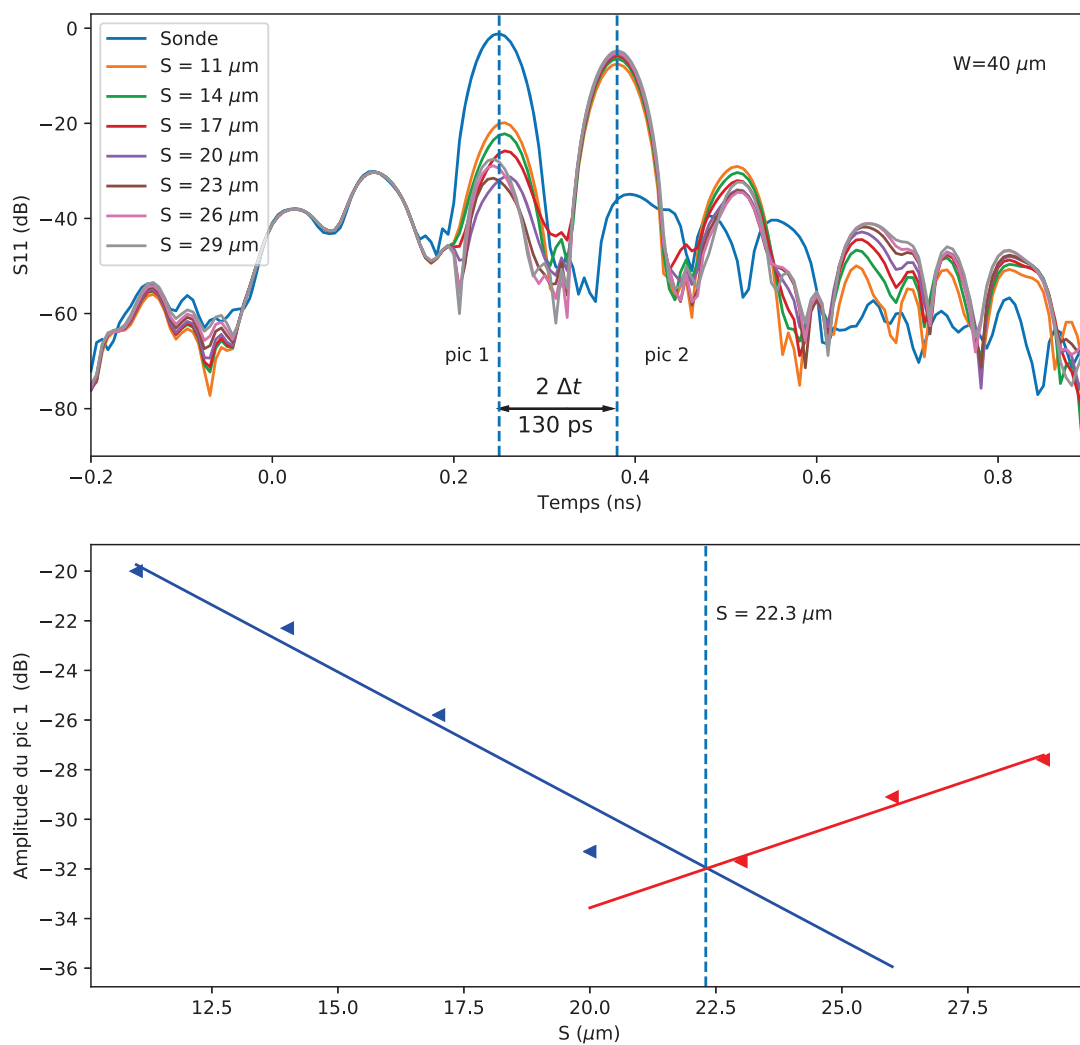 0
−20
−40
−60
−80
S11 (dB)
Sonde
S = 11 μm
S = 14 μm
S = 17 μm
S = 20 μm
S = 23 μm
S = 26 μm
S = 29 μm
W=40 μm
pic 1
pic 2
2 Δt
130 ps
−0.2 0.0 0.2 0.4 0.6 0.8
Temps (ns)
−20
−22
−24
−26
−28
−30
−32
−34
−36
Amplitude du pic 1 (dB)
S = 22.3 μm
12.5 15.0 17.5 20.0 22.5 25.0 27.5
S (μm)